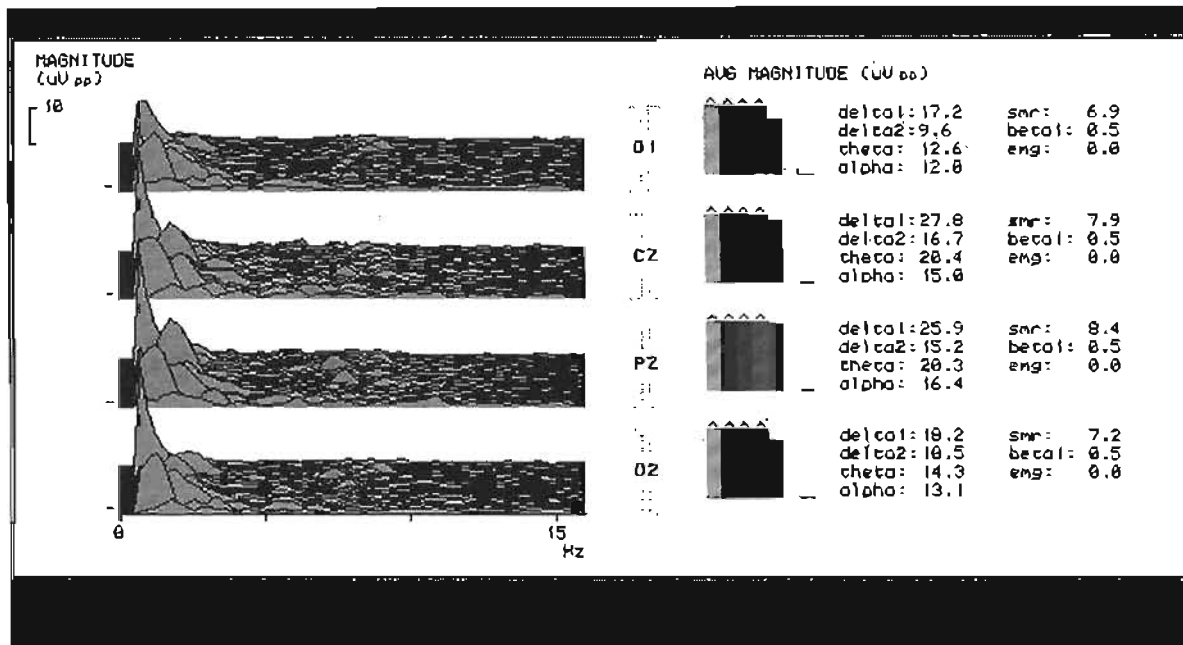 MAGNITUDE
(uV pp)
10
0
15
Hz
AVG MAGNITUDE (uV pp)
O1
delta1: 17.2 smr: 6.9
delta2: 9.6 beta1: 0.5
theta: 12.6 emg: 0.0
alpha: 12.0
CZ
delta1: 27.8 smr: 7.9
delta2: 16.7 beta1: 0.5
theta: 20.4 emg: 0.0
alpha: 15.0
PZ
delta1: 25.9 smr: 8.4
delta2: 15.2 beta1: 0.5
theta: 20.3 emg: 0.0
alpha: 16.4
O2
delta1: 18.2 smr: 7.2
delta2: 10.5 beta1: 0.5
theta: 14.3 emg: 0.0
alpha: 13.1